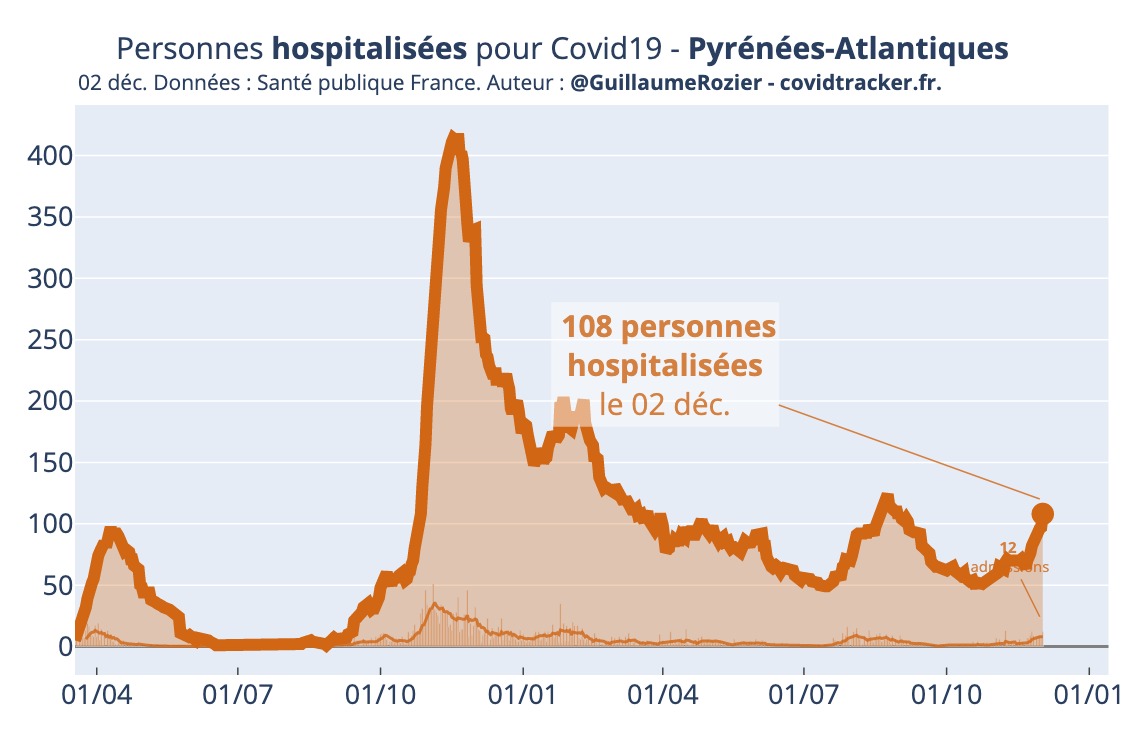 Personnes hospitalisées pour Covid19 - Pyrénées-Atlantiques
02 déc. Données : Santé publique France. Auteur : @GuillaumeRozier - covidtracker.fr.
400
350
300
250
200
150
100
50
0
108 personnes
hospitalisées
le 02 déc.
12
admissions
01/04 01/07 01/10 01/01 01/04 01/07 01/10 01/01